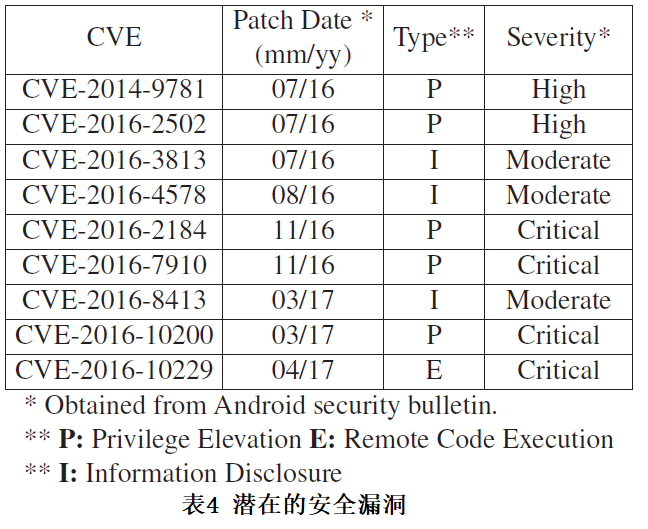 CVE Patch Date * (mm/yy) Type** Severity*
CVE-2014-9781 07/16 P High
CVE-2016-2502 07/16 P High
CVE-2016-3813 07/16 I Moderate
CVE-2016-4578 08/16 I Moderate
CVE-2016-2184 11/16 P Critical
CVE-2016-7910 11/16 P Critical
CVE-2016-8413 03/17 I Moderate
CVE-2016-10200 03/17 P Critical
CVE-2016-10229 04/17 E Critical
* Obtained from Android security bulletin.
** P: Privilege Elevation E: Remote Code Execution
** I: Information Disclosure
表4 潜在的安全漏洞